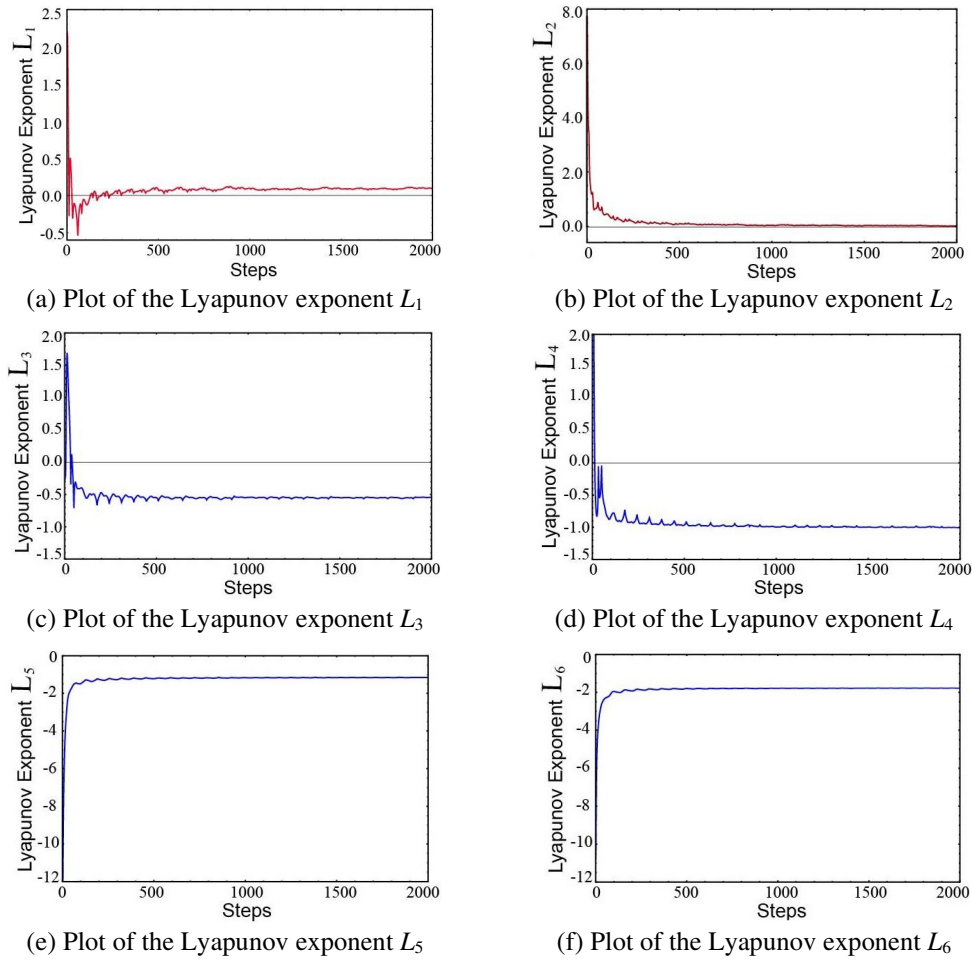 Lyapunov Exponent L1
2.5
2.0
1.5
1.0
0.5
0.0
-0.5
0 500 1000 1500 2000
Steps
(a) Plot of the Lyapunov exponent L1
Lyapunov Exponent L2
8.0
6.0
4.0
2.0
0.0
0 500 1000 1500 2000
Steps
(b) Plot of the Lyapunov exponent L2
Lyapunov Exponent L3
2.0
1.5
1.0
0.5
0.0
-0.5
-1.0
-1.5
0 500 1000 1500 2000
Steps
(c) Plot of the Lyapunov exponent L3
Lyapunov Exponent L4
2.0
1.5
1.0
0.5
0.0
-0.5
-1.0
-1.5
0 500 1000 1500 2000
Steps
(d) Plot of the Lyapunov exponent L4
Lyapunov Exponent L5
0
-2
-4
-6
-8
-10
-12
0 500 1000 1500 2000
Steps
(e) Plot of the Lyapunov exponent L5
Lyapunov Exponent L6
0
-2
-4
-6
-8
-10
-12
0 500 1000 1500 2000
Steps
(f) Plot of the Lyapunov exponent L6